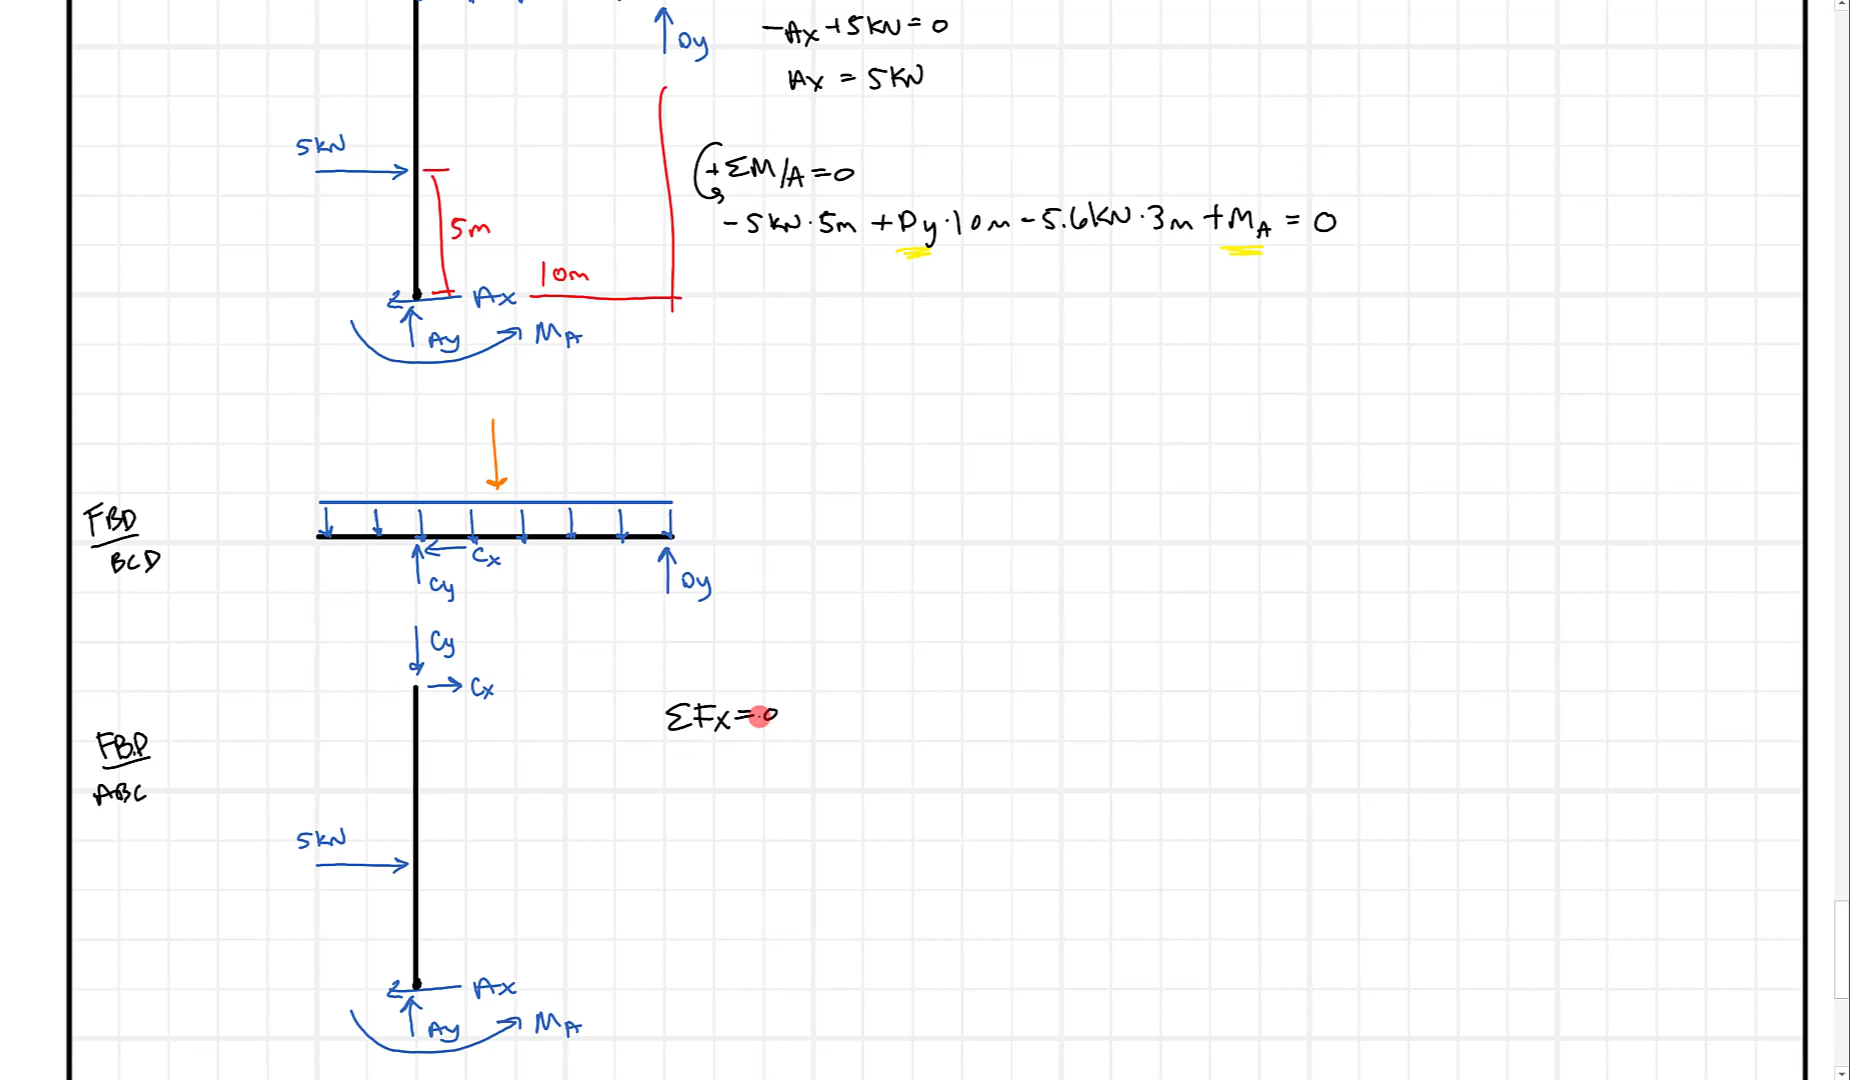 -Ax+5kN=0
Dy
Ax = 5kN
5kN
+ΣM/A=0
-5kN·5m +Dy·10m-5.6kN·3m +MA = 0
5m
10m
Ax
Ay
MA
FBD
BCD
Cx
Cy
Dy
Cy
Cx
ΣFx=0
FBD
ABC
5kN
Ax
Ay
MA